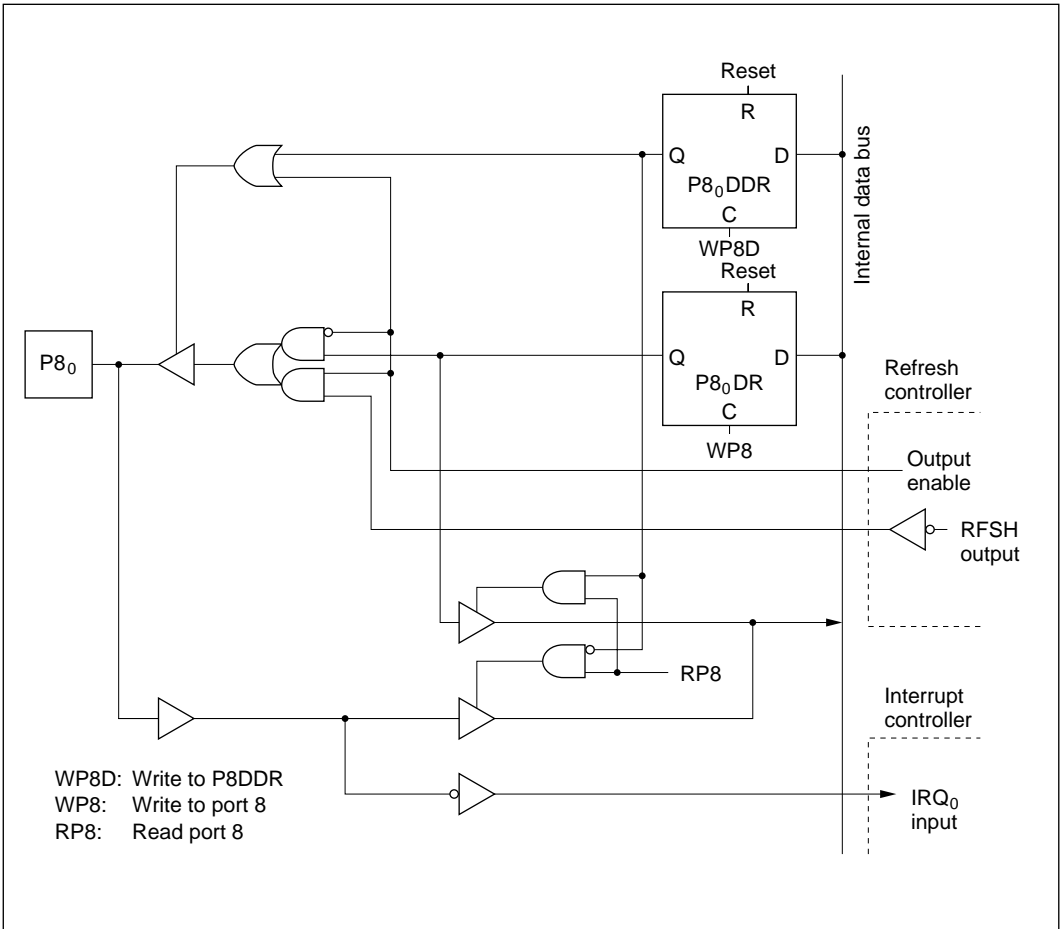 Reset
R
Q D
P8₀DDR
C
WP8D
Internal data bus
Reset
R
P8₀
Q D
P8₀DR
C
WP8
Refresh
controller
Output
enable
RFSH
output
RP8
Interrupt
controller
IRQ₀
input
WP8D: Write to P8DDR
WP8: Write to port 8
RP8: Read port 8